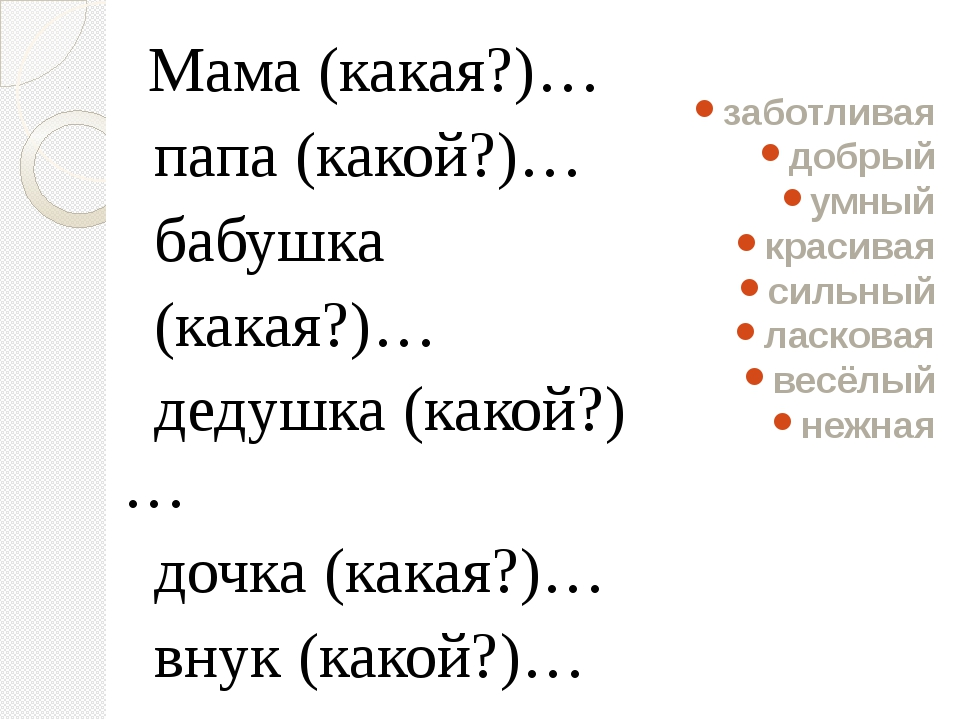 Мама (какая?)…
папа (какой?)…
бабушка
(какая?)…
дедушка (какой?)
…
дочка (какая?)…
внук (какой?)…
заботливая
добрый
умный
красивая
сильный
ласковая
весёлый
нежная